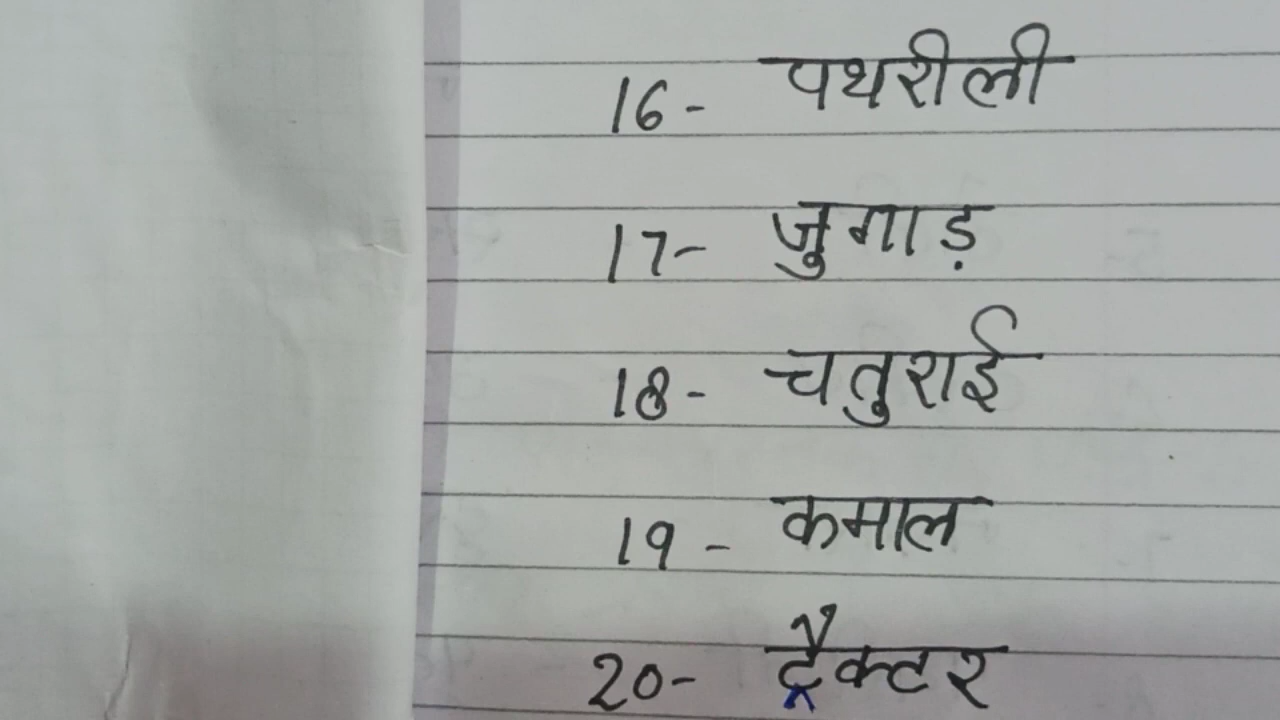 16- पथरीली
17- जुगाड़
18- चतुराई
19- कमाल
20- ट्रैक्टर